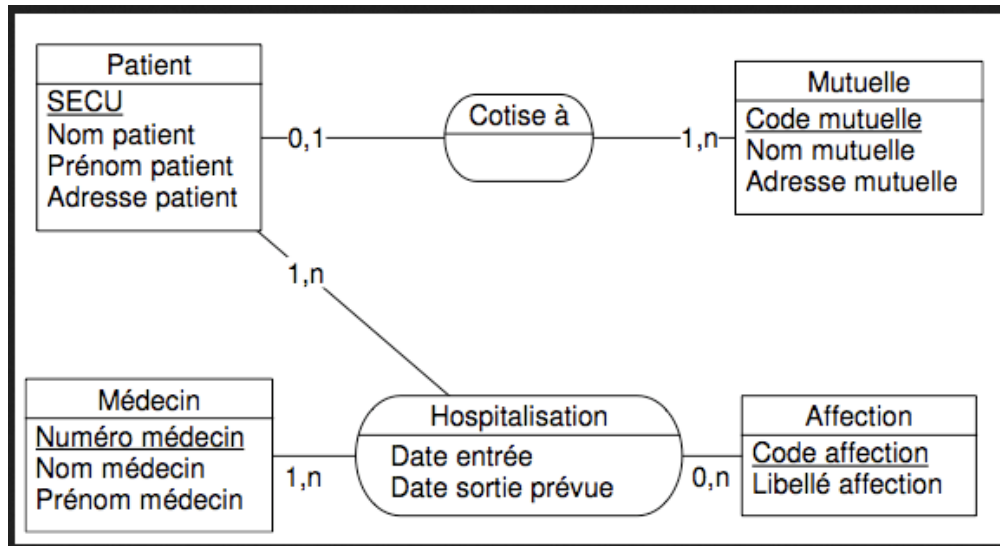 Patient
SECU
Nom patient
Prénom patient
Adresse patient
0,1
Cotise à
1,n
Mutuelle
Code mutuelle
Nom mutuelle
Adresse mutuelle
1,n
Médecin
Numéro médecin
Nom médecin
Prénom médecin
1,n
Hospitalisation
Date entrée
Date sortie prévue
0,n
Affection
Code affection
Libellé affection